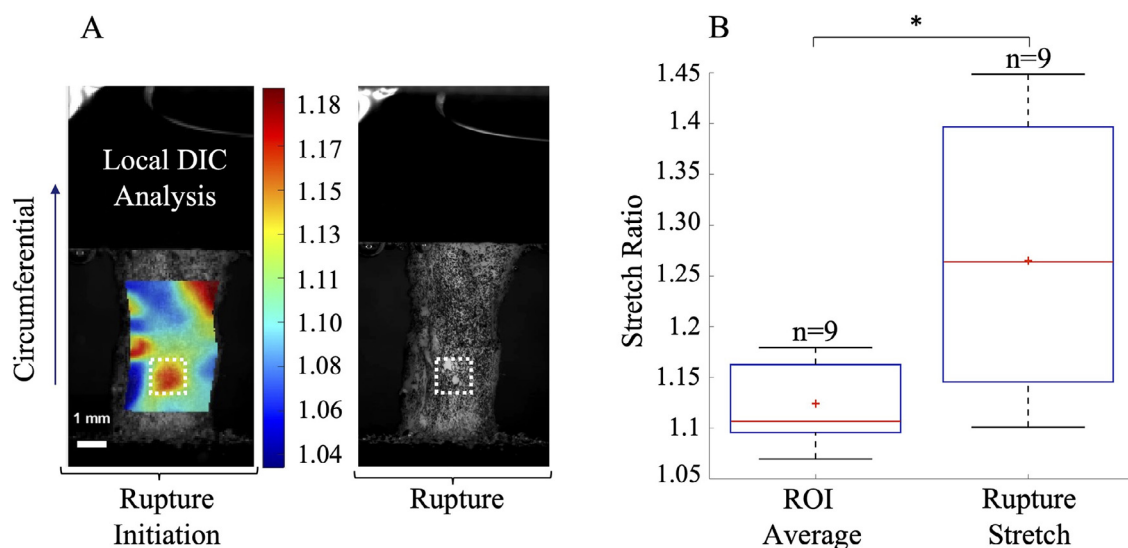 A
Local DIC
Analysis
Circumferential
1 mm
1.18
1.17
1.15
1.13
1.11
1.10
1.08
1.06
1.04
Rupture
Initiation
Rupture
B
*
n=9
n=9
Stretch Ratio
1.45
1.4
1.35
1.30
1.25
1.2
1.15
1.1
1.05
ROI
Average
Rupture
Stretch